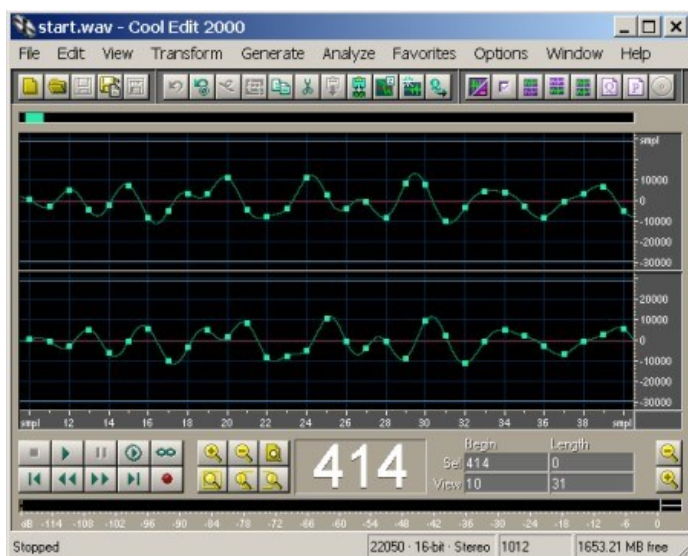 start.wav - Cool Edit 2000
File Edit View Transform Generate Analyze Favorites Options Window Help
smpl
10000
0
-10000
-20000
-30000
20000
10000
0
-10000
-20000
-30000
smpl 12 14 16 18 20 22 24 26 28 30 32 34 36 38 smpl
414
Begin Length
Sel 414 0
View 10 31
dB -114 -108 -102 -96 -90 -84 -78 -72 -66 -60 -54 -48 -42 -36 -30 -24 -18 -12 -6 0
Stopped 22050 · 16-bit · Stereo 1012 1653.21 MB free